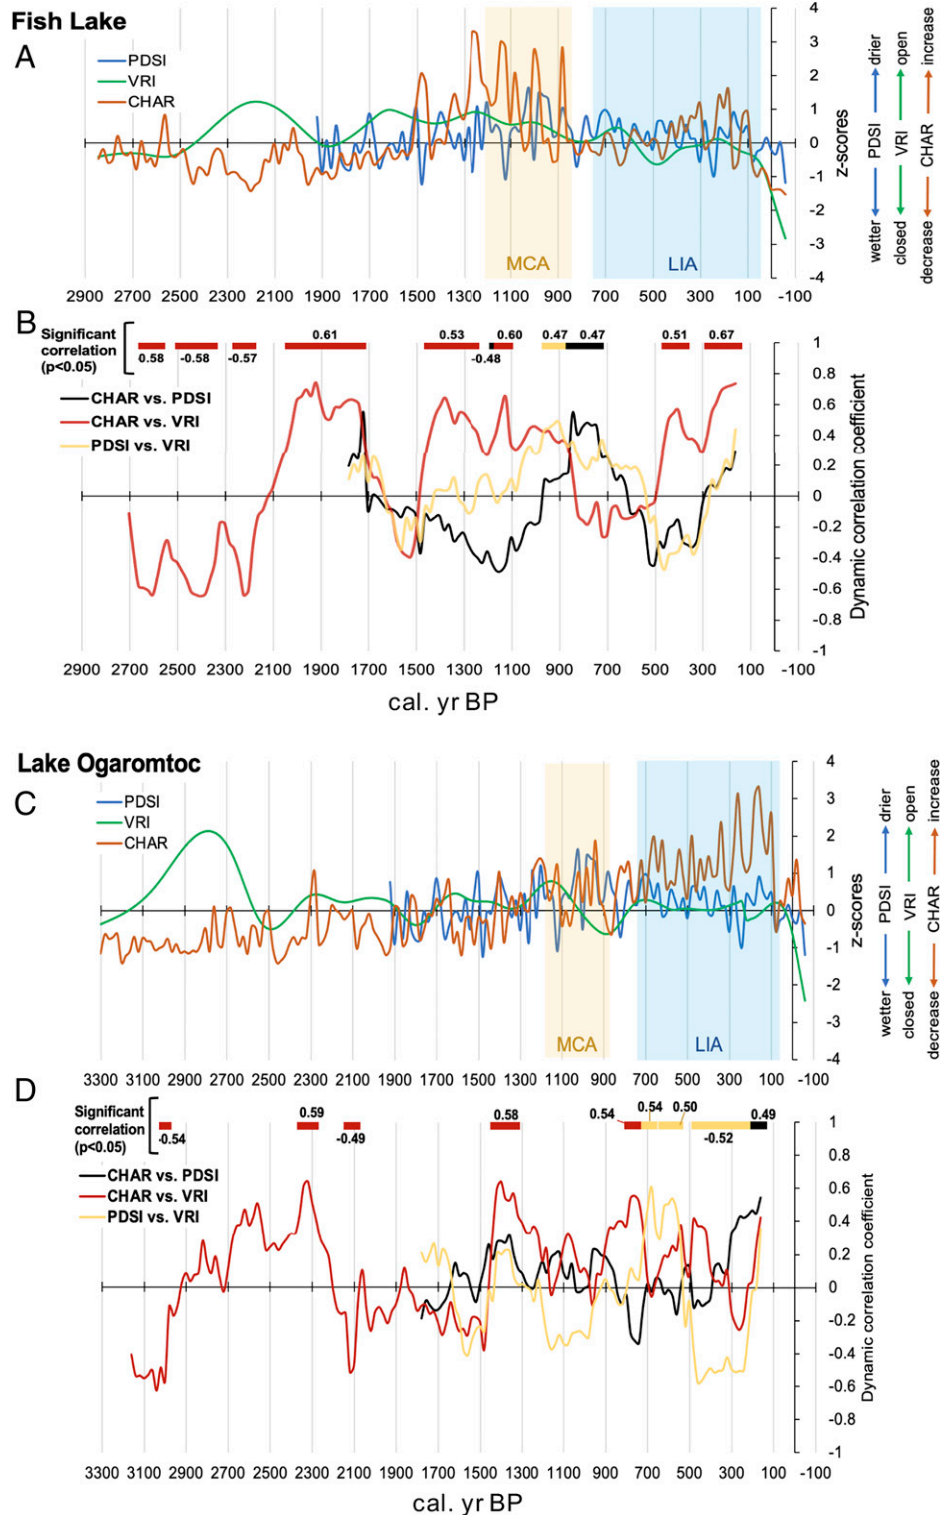 Fish Lake
A
PDSI
VRI
CHAR
4
3
2
1
0
-1
-2
-3
-4
z-scores
wetter PDSI drier
closed VRI open
decrease CHAR increase
MCA
LIA
2900 2700 2500 2300 2100 1900 1700 1500 1300 1100 900 700 500 300 100 -100
B
Significant
correlation
(p<0.05)
0.58 -0.58 -0.57 0.61 0.53 -0.48 0.60 0.47 0.47 0.51 0.67
CHAR vs. PDSI
CHAR vs. VRI
PDSI vs. VRI
1
0.8
0.6
0.4
0.2
0
-0.2
-0.4
-0.6
-0.8
-1
Dynamic correlation coefficient
2900 2700 2500 2300 2100 1900 1700 1500 1300 1100 900 700 500 300 100 -100
cal. yr BP
Lake Ogaromtoc
C
PDSI
VRI
CHAR
4
3
2
1
0
-1
-2
-3
-4
z-scores
wetter PDSI drier
closed VRI open
decrease CHAR increase
MCA
LIA
3300 3100 2900 2700 2500 2300 2100 1900 1700 1500 1300 1100 900 700 500 300 100 -100
D
Significant
correlation
(p<0.05)
-0.54 0.59 -0.49 0.58 0.54 0.54 0.50 -0.52 0.49
CHAR vs. PDSI
CHAR vs. VRI
PDSI vs. VRI
1
0.8
0.6
0.4
0.2
0
-0.2
-0.4
-0.6
-0.8
-1
Dynamic correlation coefficient
3300 3100 2900 2700 2500 2300 2100 1900 1700 1500 1300 1100 900 700 500 300 100 -100
cal. yr BP